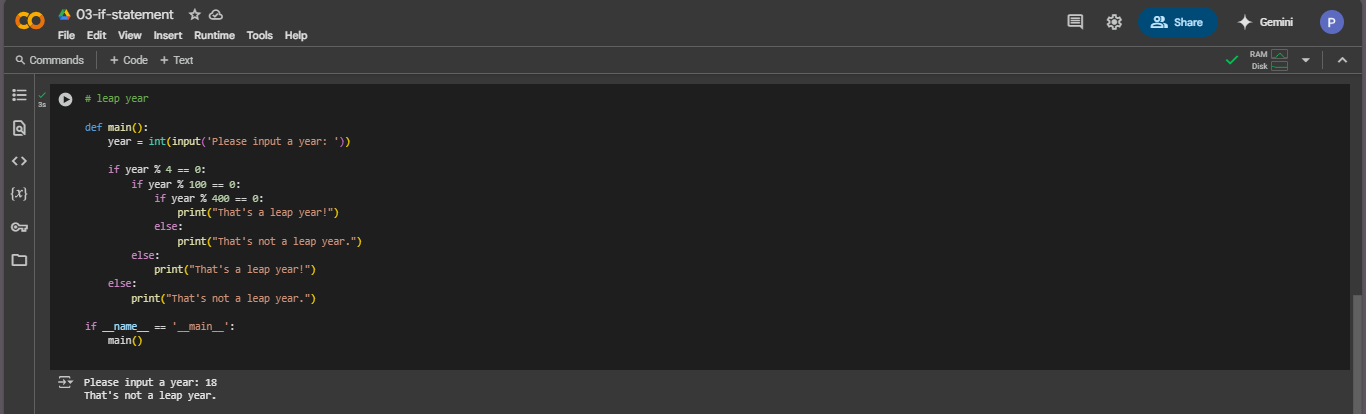 03-if-statement
File Edit View Insert Runtime Tools Help
Share
Gemini
P
Commands + Code + Text
RAM
Disk
3s
# leap year
def main():
    year = int(input('Please input a year: '))
    if year % 4 == 0:
        if year % 100 == 0:
            if year % 400 == 0:
                print("That's a leap year!")
            else:
                print("That's not a leap year.")
        else:
            print("That's a leap year!")
    else:
        print("That's not a leap year.")
if __name__ == '__main__':
    main()
Please input a year: 18
That's not a leap year.